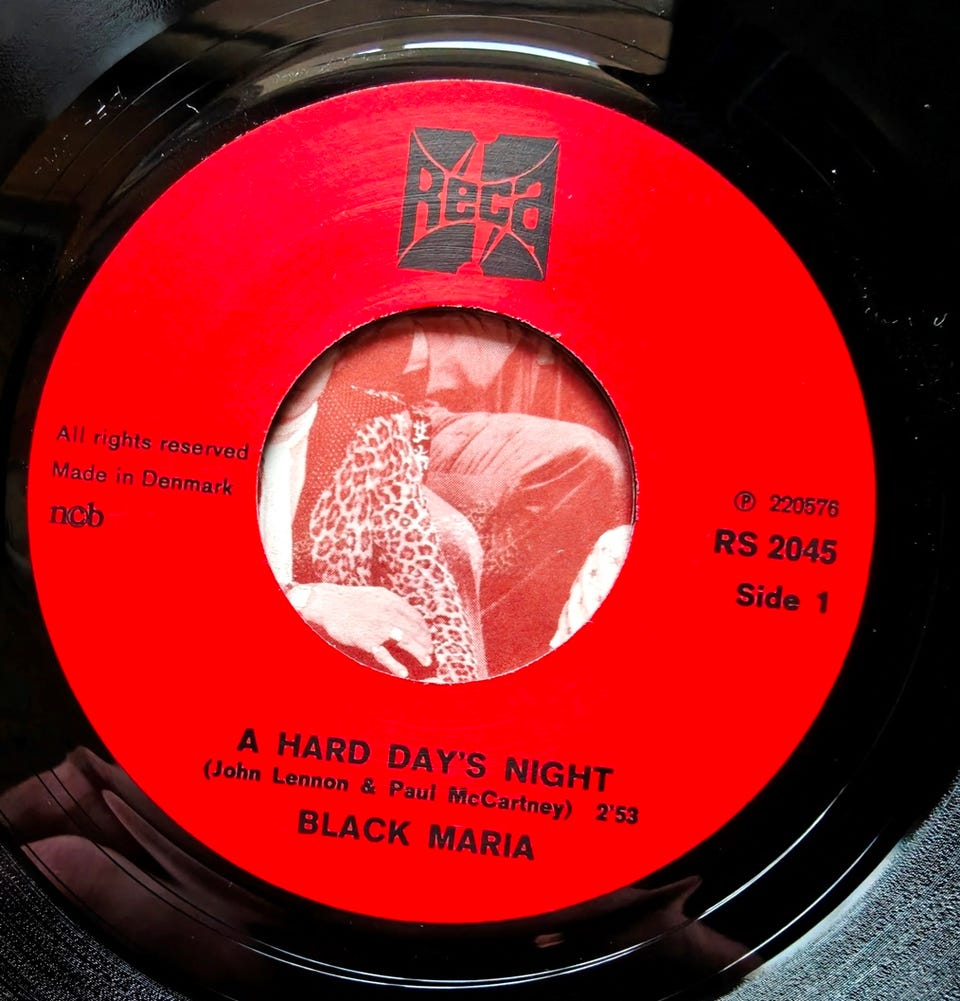 Réca
All rights reserved
Made in Denmark
ncb
Ⓟ 220576
RS 2045
Side 1
A HARD DAY'S NIGHT
(John Lennon & Paul McCartney) 2'53
BLACK MARIA